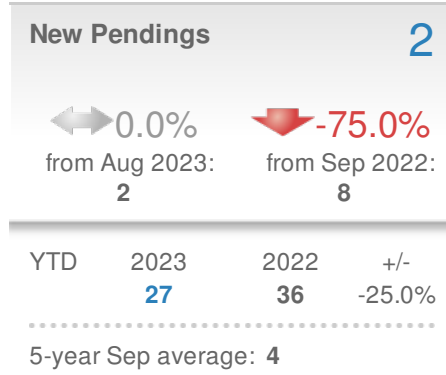 New Pendings 2
0.0% -75.0%
from Aug 2023: from Sep 2022:
2 8
YTD 2023 2022 +/-
27 36 -25.0%
5-year Sep average: 4